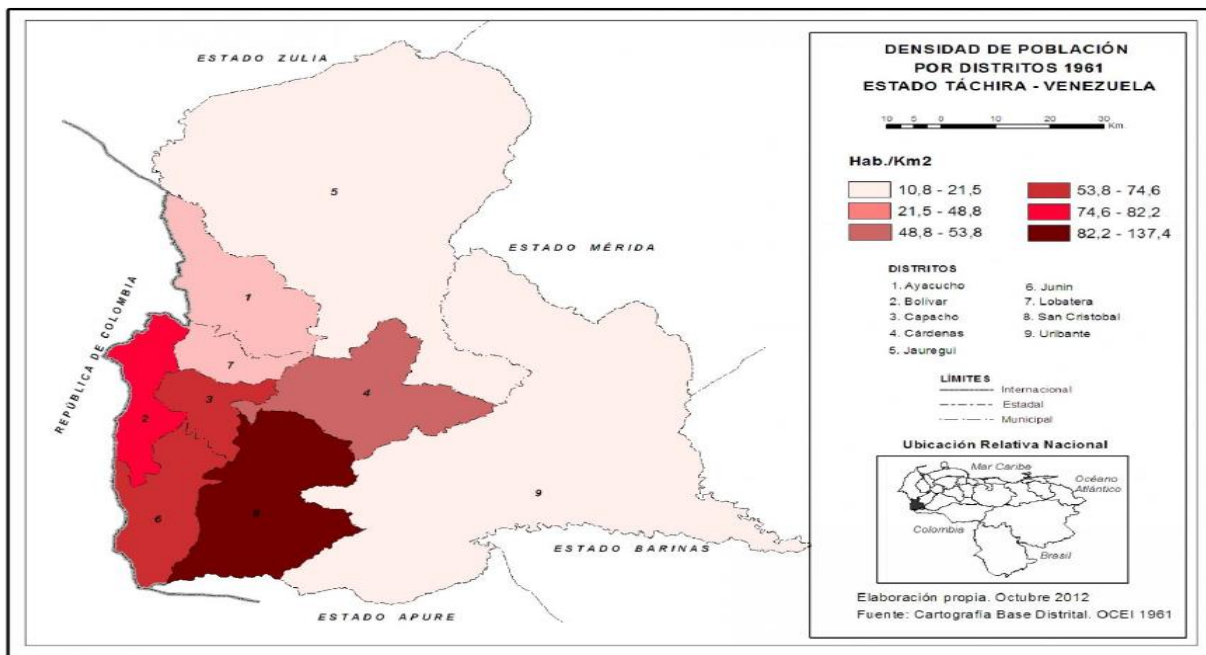 ESTADO ZULIA
ESTADO MÉRIDA
REPÚBLICA DE COLOMBIA
ESTADO BARINAS
ESTADO APURE
5
1
7
2
3
4
6
8
9
DENSIDAD DE POBLACIÓN
POR DISTRITOS 1961
ESTADO TÁCHIRA - VENEZUELA
10 5 0 10 20 30
Km
Hab./Km2
10,8 - 21,5
21,5 - 48,8
48,8 - 53,8
53,8 - 74,6
74,6 - 82,2
82,2 - 137,4
DISTRITOS
1. Ayacucho
2. Bolívar
3. Capacho
4. Cárdenas
5. Jauregui
6. Junin
7. Lobatera
8. San Cristobal
9. Uribante
LÍMITES
Internacional
Estadal
Municipal
Ubicación Relativa Nacional
Mar Caribe
Océano
Atlántico
Colombia
Brasil
Elaboración propia. Octubre 2012
Fuente: Cartografía Base Distrital. OCEI 1961